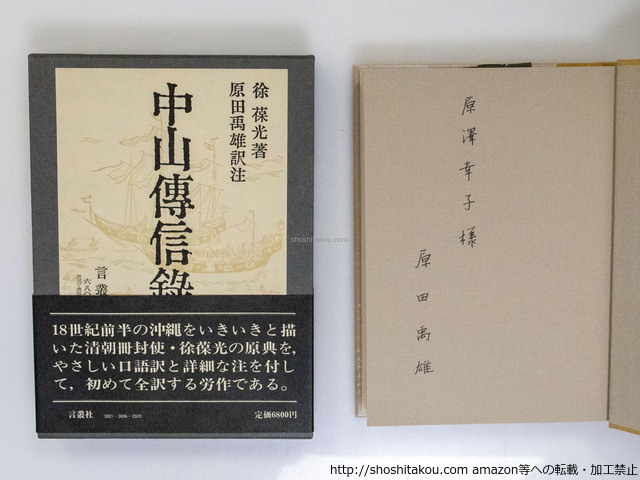 徐 葆光著
原田禹雄訳注
中山傳信錄
言叢
18世紀前半の沖縄をいきいきと描
いた清朝冊封使・徐葆光の原典を,
やさしい口語訳と詳細な注を付し
て，初めて全訳する労作である。
言叢社
定価6800円
原澤幸子様
原田禹雄
shoshitakou.com
http://shoshitakou.com amazon等への転載・加工禁止